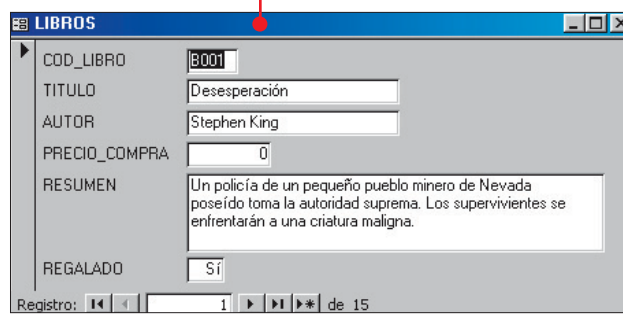 LIBROS
COD_LIBRO B001
TITULO Desesperación
AUTOR Stephen King
PRECIO_COMPRA 0
RESUMEN Un policía de un pequeño pueblo minero de Nevada
poseído toma la autoridad suprema. Los supervivientes se
enfrentarán a una criatura maligna.
REGALADO Sí
Registro: 1 de 15